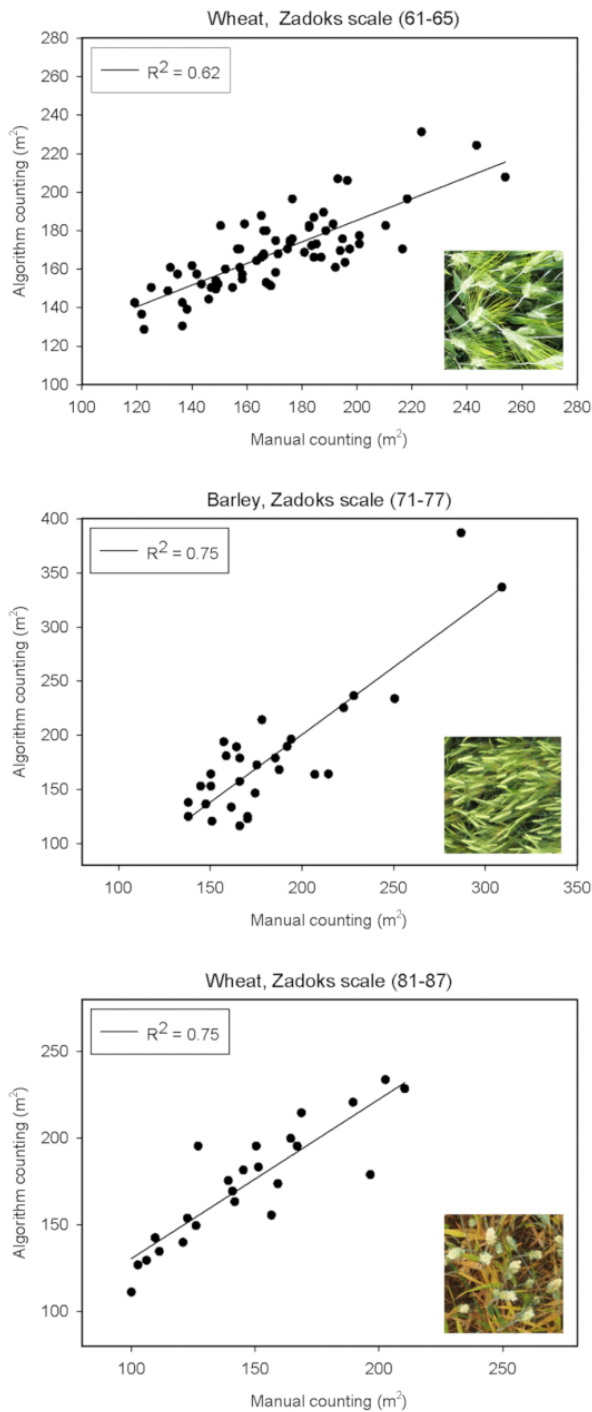 Wheat, Zadoks scale (61-65)
280
260
240
220
200
180
160
140
120
100
Algorithm counting (m²)
R² = 0.62
100 120 140 160 180 200 220 240 260 280
Manual counting (m²)
Barley, Zadoks scale (71-77)
400
350
300
250
200
150
100
Algorithm counting (m²)
R² = 0.75
100 150 200 250 300 350
Manual counting (m²)
Wheat, Zadoks scale (81-87)
250
200
150
100
Algorithm counting (m²)
R² = 0.75
100 150 200 250
Manual counting (m²)